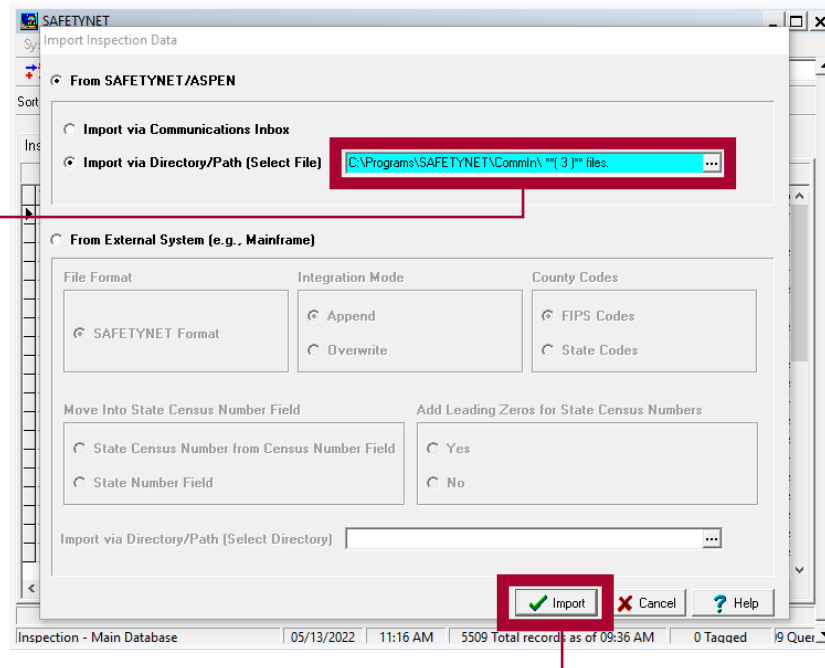 SAFETYNET
Sy
Import Inspection Data
From SAFETYNET/ASPEN
Sort
Import via Communications Inbox
Ins
Import via Directory/Path (Select File) C:\Programs\SAFETYNET\CommIn\ **( 3 )** files. ...
From External System (e.g., Mainframe)
File Format Integration Mode County Codes
SAFETYNET Format Append FIPS Codes
Overwrite State Codes
Move Into State Census Number Field Add Leading Zeros for State Census Numbers
State Census Number from Census Number Field Yes
State Number Field No
Import via Directory/Path (Select Directory) ...
Import Cancel ? Help
Inspection - Main Database 05/13/2022 11:16 AM 5509 Total records as of 09:36 AM 0 Tagged 9 Quer